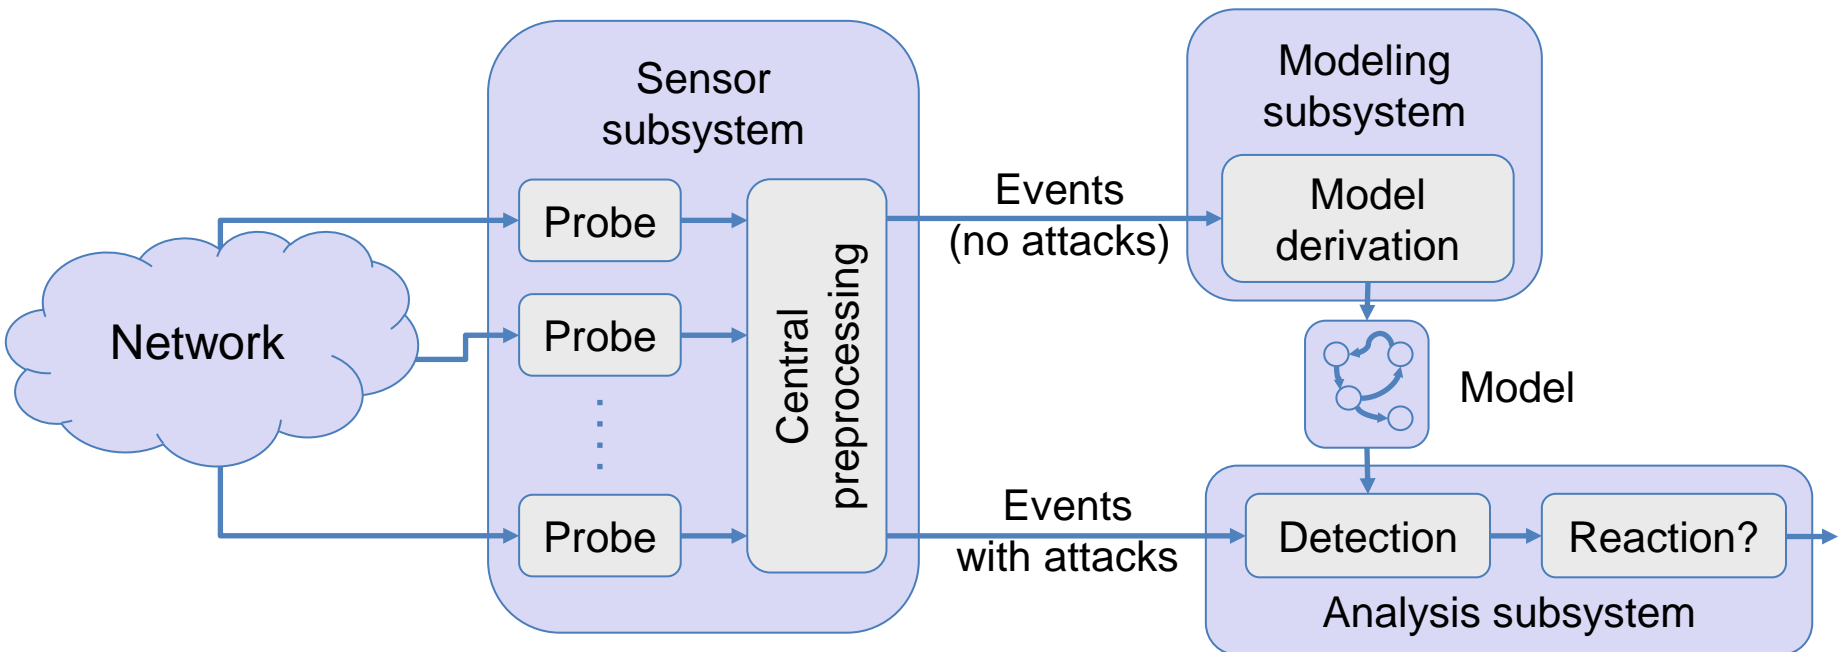 Network
Sensor
subsystem
Probe
Probe
Probe
Central
preprocessing
Events
(no attacks)
Events
with attacks
Modeling
subsystem
Model
derivation
Model
Detection
Reaction?
Analysis subsystem